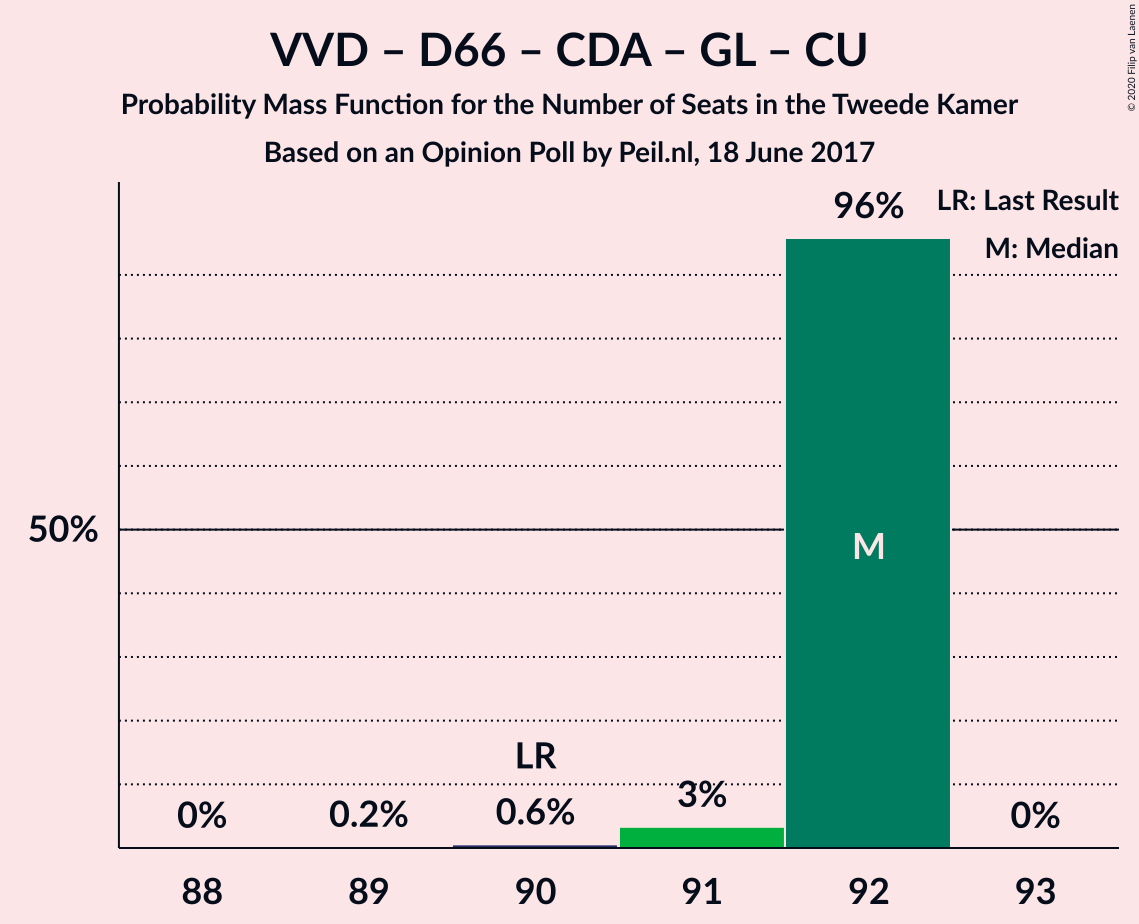 VVD – D66 – CDA – GL – CU
Probability Mass Function for the Number of Seats in the Tweede Kamer
Based on an Opinion Poll by Peil.nl, 18 June 2017
© 2020 Filip van Laenen
LR: Last Result
M: Median
96%
50%
M
LR
0%
0.2%
0.6%
3%
0%
88
89
90
91
92
93